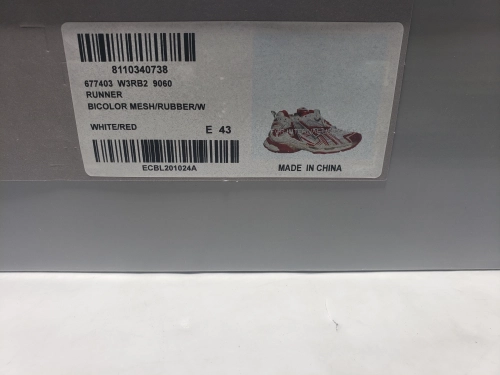 8110340738
677403 W3RB2 9060
RUNNER
BICOLOR MESH/RUBBER/W
WHITE/RED E 43
ECBL201024A
MADE IN CHINA